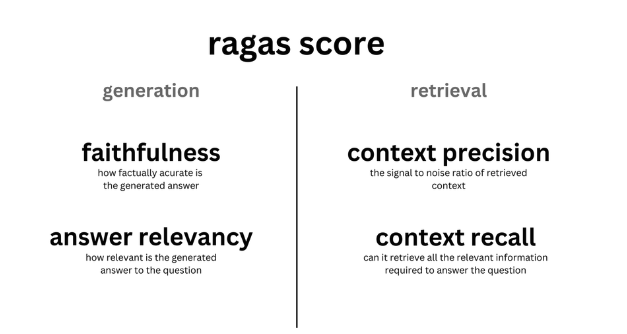 ragas score
generation
faithfulness
how factually acurate is
the generated answer
answer relevancy
how relevant is the generated
answer to the question
retrieval
context precision
the signal to noise ratio of retrieved
context
context recall
can it retrieve all the relevant information
required to answer the question